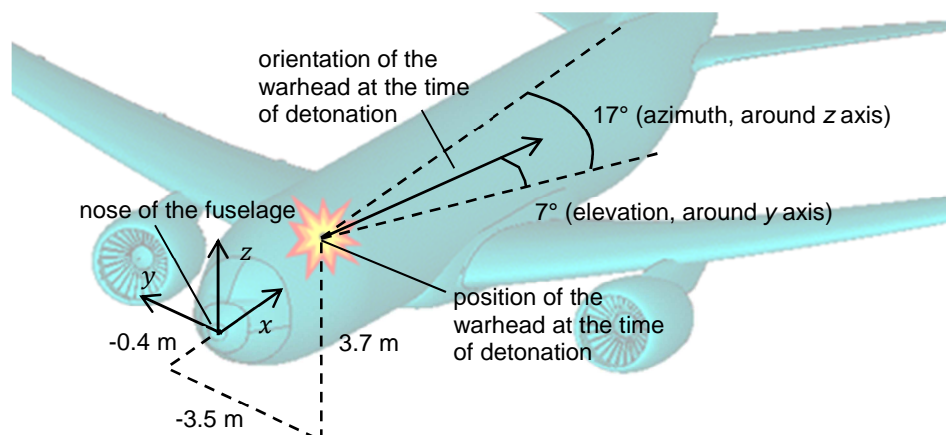 orientation of the
warhead at the time
of detonation
17° (azimuth, around z axis)
7° (elevation, around y axis)
nose of the fuselage
z
y
x
-0.4 m
3.7 m
-3.5 m
position of the
warhead at the time
of detonation